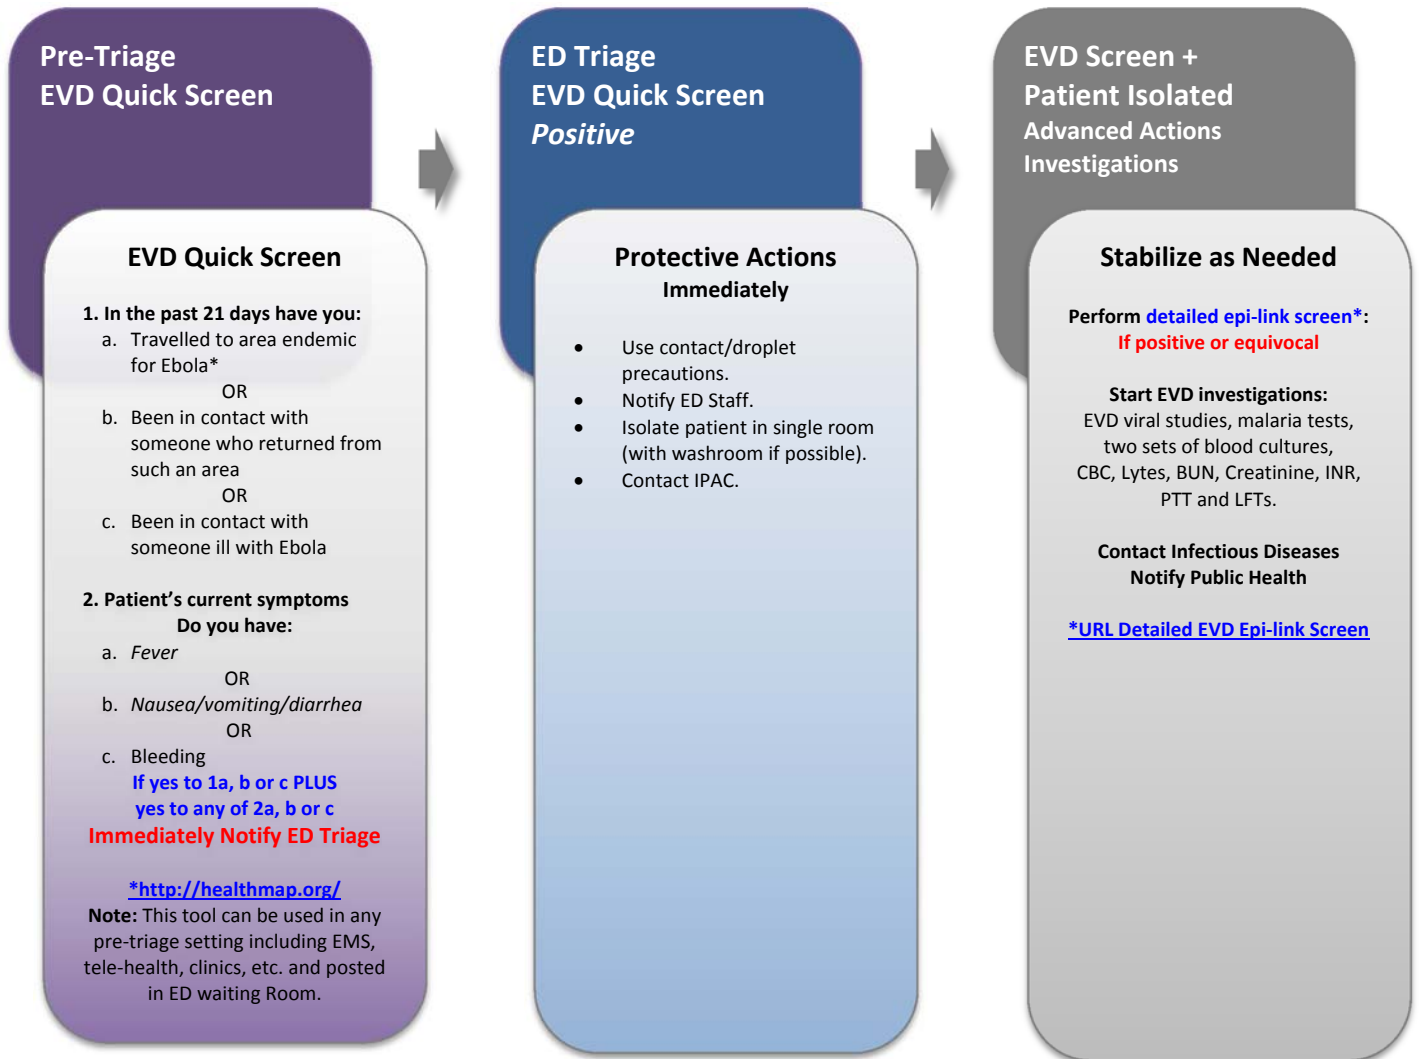 Pre-Triage
EVD Quick Screen
EVD Quick Screen
1. In the past 21 days have you:
a. Travelled to area endemic
for Ebola*
OR
b. Been in contact with
someone who returned from
such an area
OR
c. Been in contact with
someone ill with Ebola
2. Patient’s current symptoms
Do you have:
a. Fever
OR
b. Nausea/vomiting/diarrhea
OR
c. Bleeding
If yes to 1a, b or c PLUS
yes to any of 2a, b or c
Immediately Notify ED Triage
*http://healthmap.org/
Note: This tool can be used in any
pre-triage setting including EMS,
tele-health, clinics, etc. and posted
in ED waiting Room.
ED Triage
EVD Quick Screen
Positive
Protective Actions
Immediately
• Use contact/droplet
precautions.
• Notify ED Staff.
• Isolate patient in single room
(with washroom if possible).
• Contact IPAC.
EVD Screen +
Patient Isolated
Advanced Actions
Investigations
Stabilize as Needed
Perform detailed epi-link screen*:
If positive or equivocal
Start EVD investigations:
EVD viral studies, malaria tests,
two sets of blood cultures,
CBC, Lytes, BUN, Creatinine, INR,
PTT and LFTs.
Contact Infectious Diseases
Notify Public Health
*URL Detailed EVD Epi-link Screen